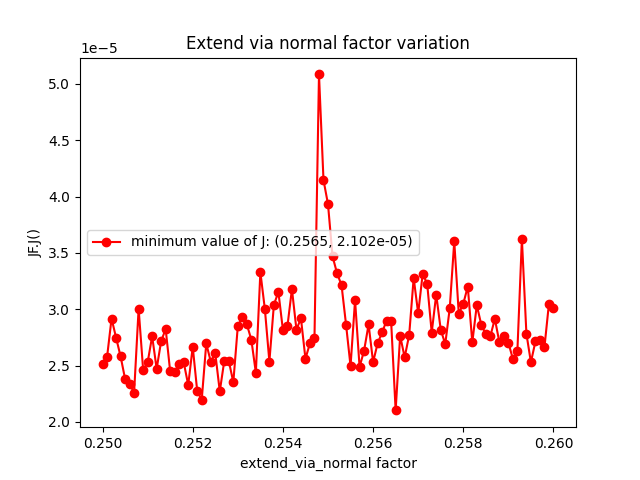 Extend via normal factor variation
1e−5
5.0
4.5
4.0
3.5
3.0
2.5
2.0
JF.J()
minimum value of J: (0.2565, 2.102e-05)
0.250 0.252 0.254 0.256 0.258 0.260
extend_via_normal factor